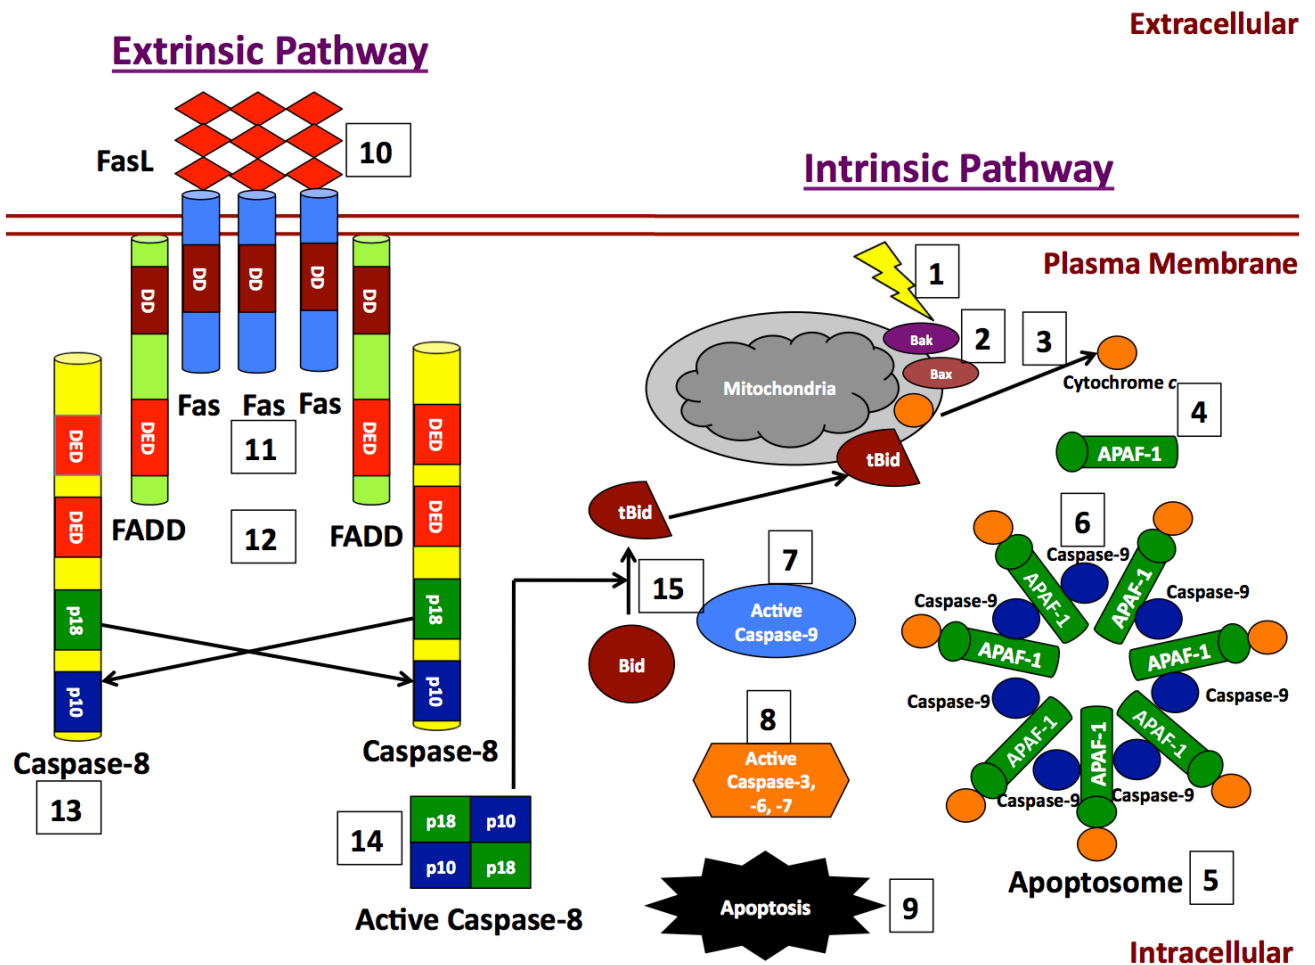 Extracellular
Extrinsic Pathway
FasL
10
Intrinsic Pathway
Plasma Membrane
DD
DD
DD
DD
DD
1
Bak
2
3
Bax
Mitochondria
Cytochrome c
4
APAF-1
Fas
Fas
Fas
11
DED
DED
DED
DED
DED
DED
tBid
tBid
FADD
12
FADD
6
7
15
Active
Caspase-9
Bid
p18
p18
p10
p10
Caspase-9
Caspase-9
Caspase-9
Caspase-9
Caspase-9
Caspase-9
Caspase-9
APAF-1
APAF-1
APAF-1
APAF-1
APAF-1
APAF-1
APAF-1
8
Active
Caspase-3,
-6, -7
Caspase-8
Caspase-8
13
14
p18 p10
p10 p18
Active Caspase-8
Apoptosome 5
Apoptosis
9
Intracellular